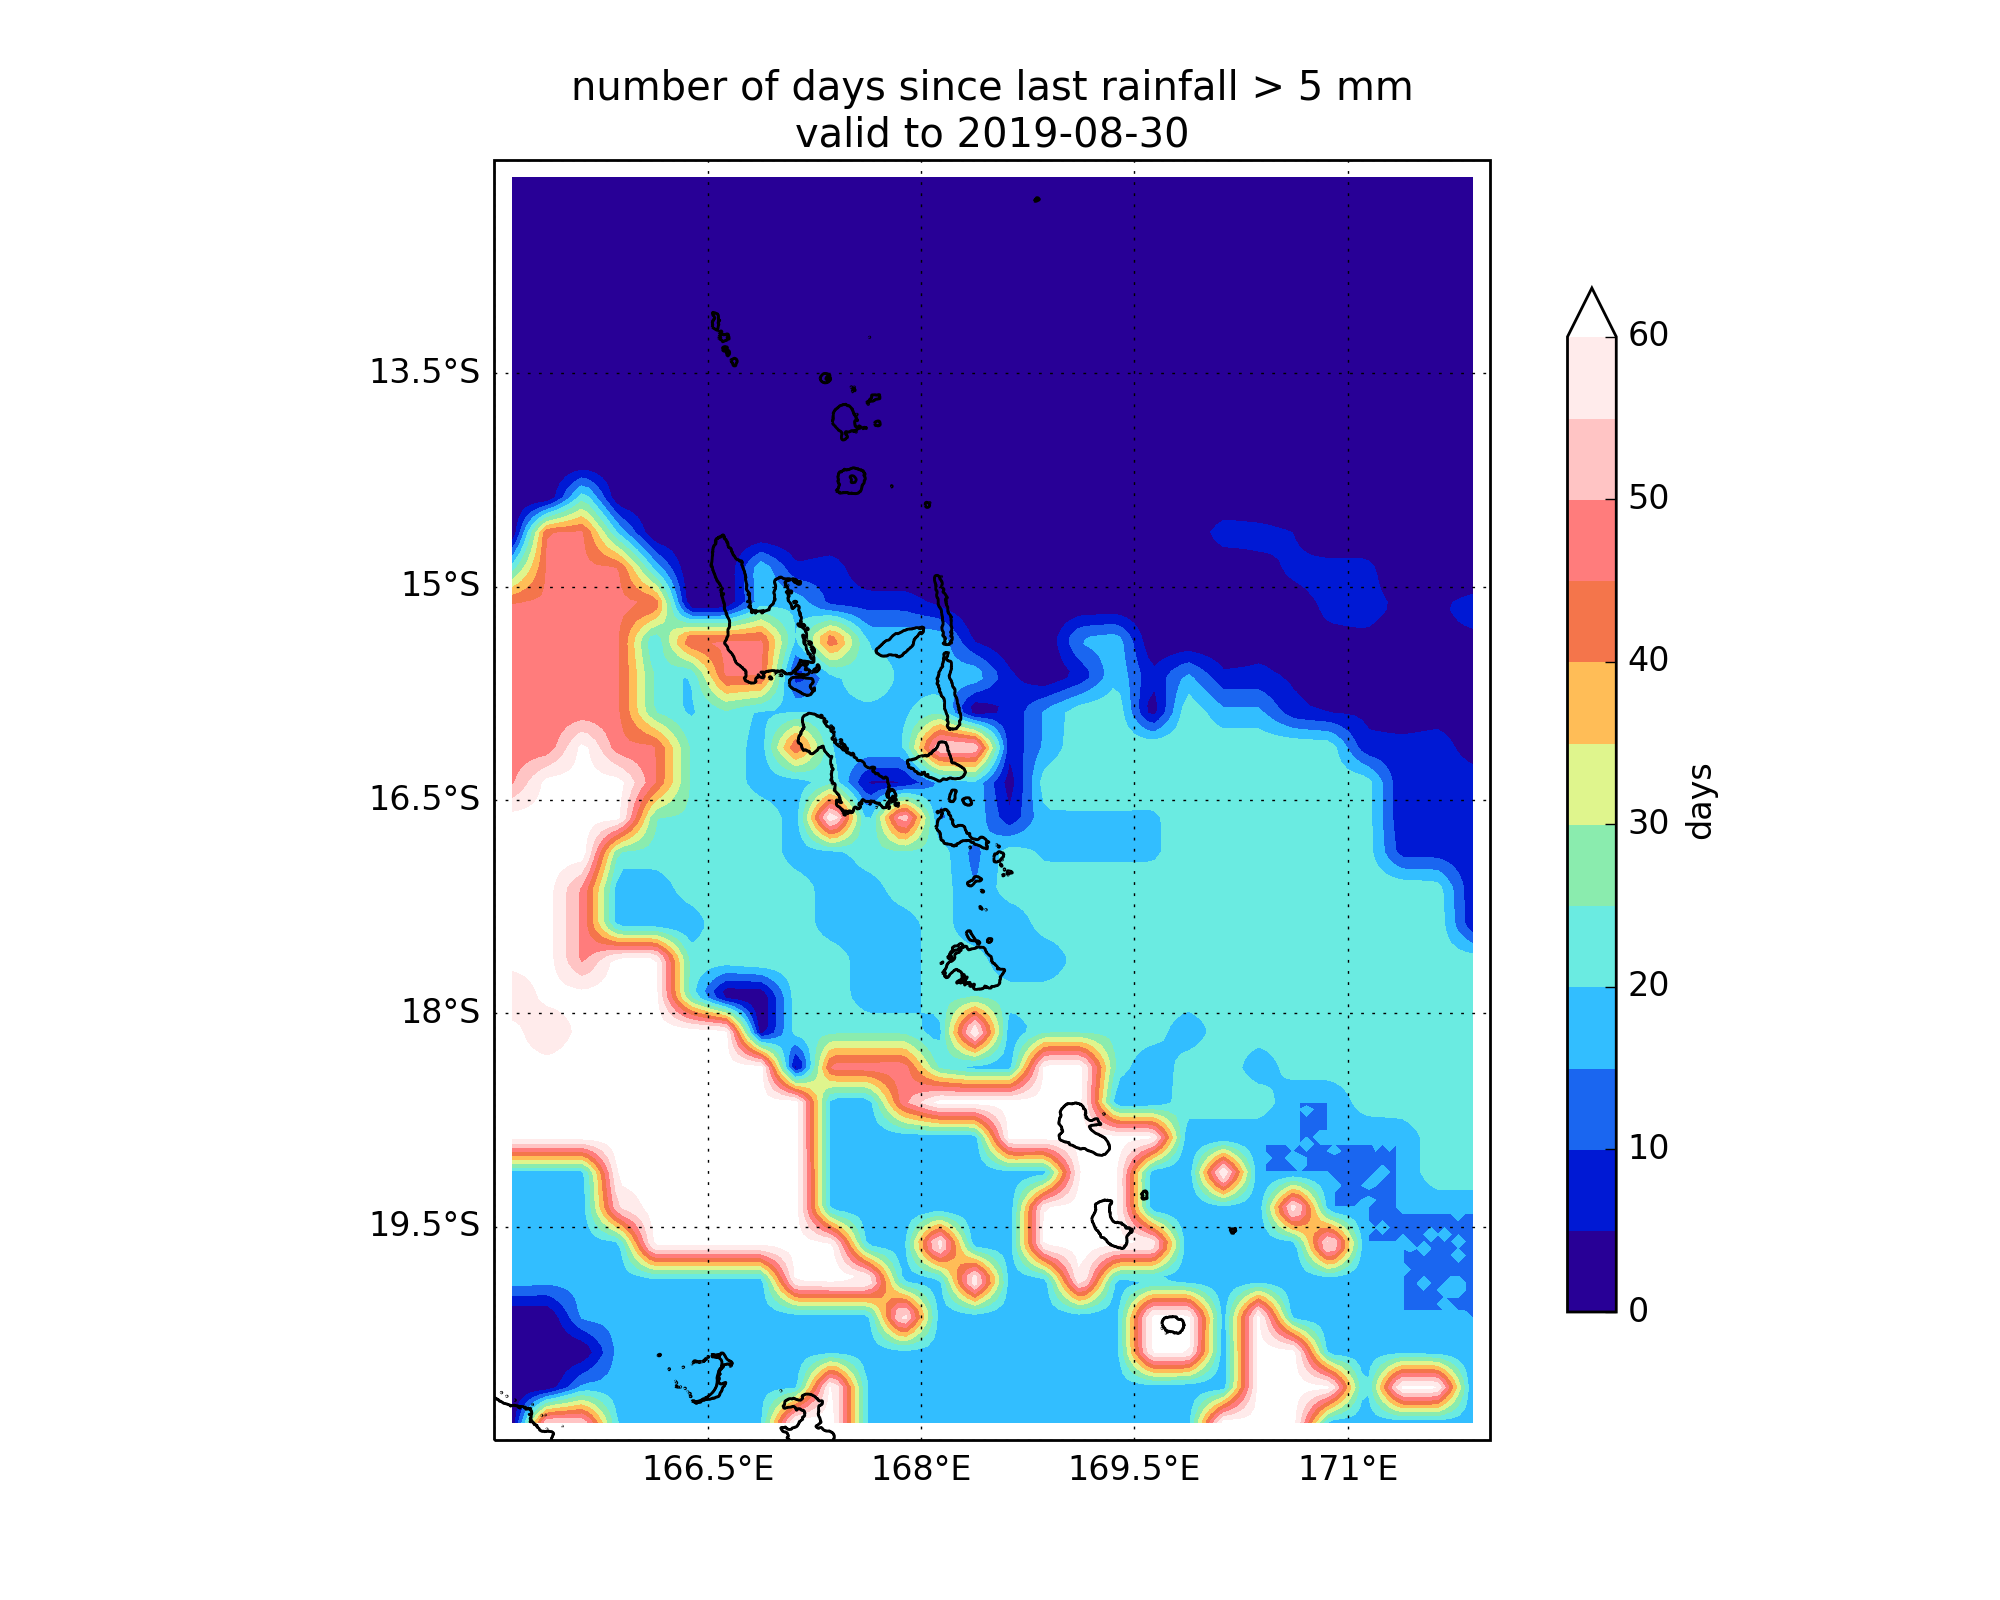 number of days since last rainfall > 5 mm
valid to 2019-08-30
13.5°S
15°S
16.5°S
18°S
19.5°S
166.5°E
168°E
169.5°E
171°E
60
50
40
30
20
10
0
days